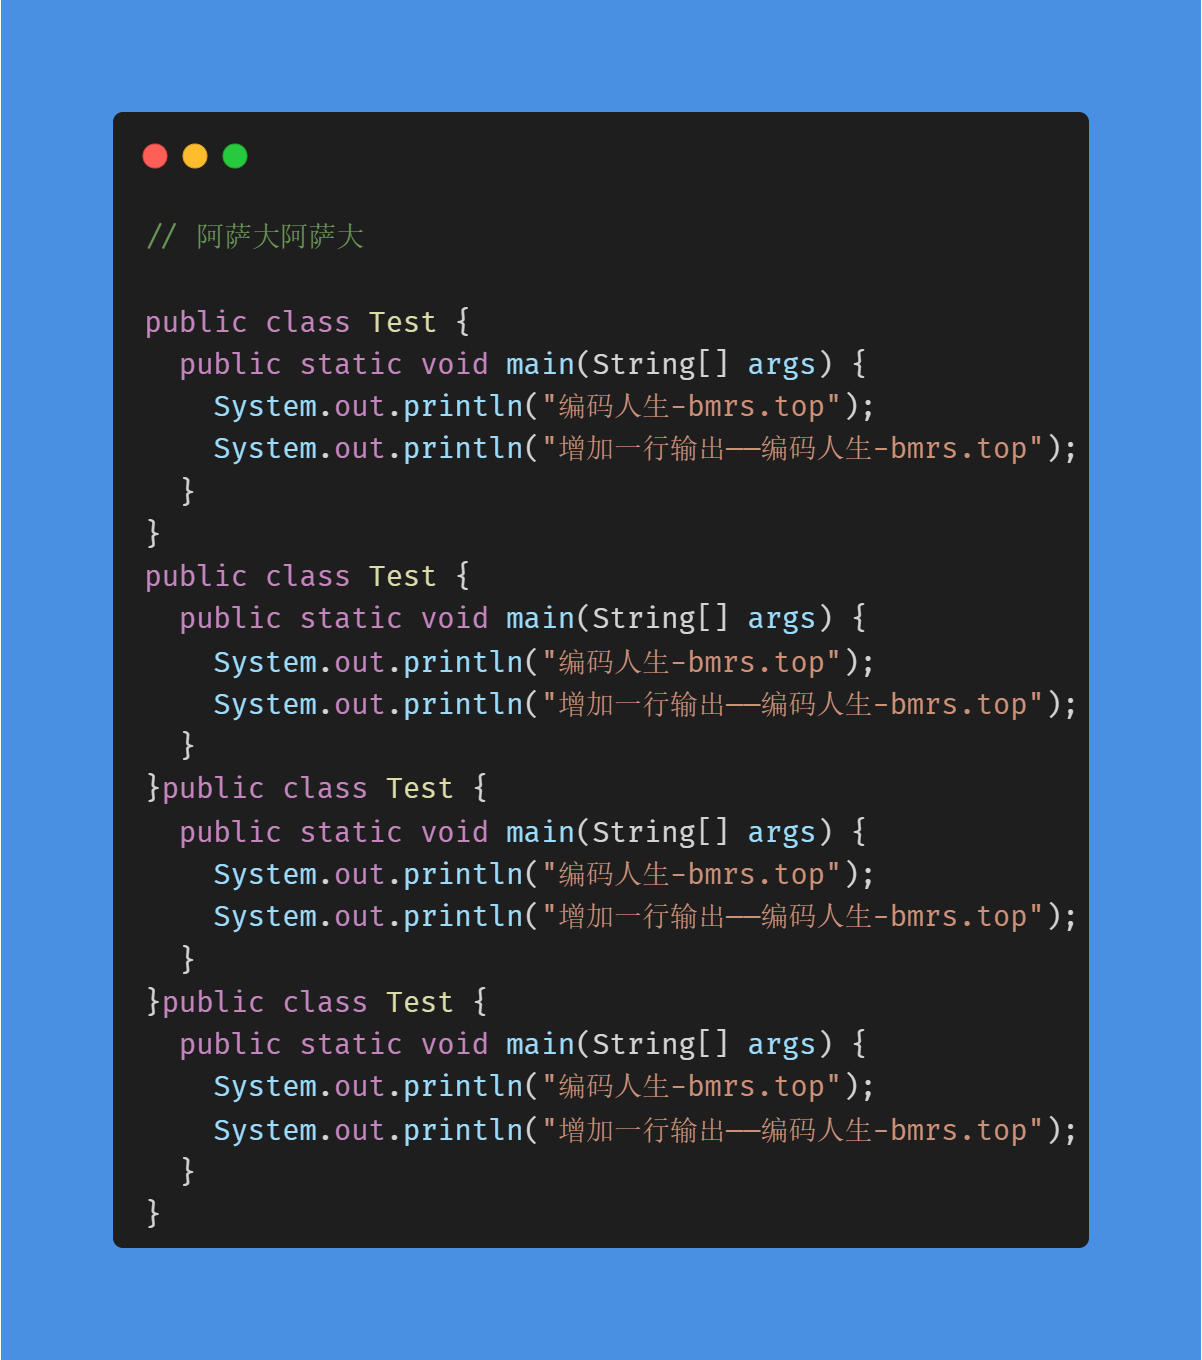 // 阿萨大阿萨大

public class Test {
  public static void main(String[] args) {
    System.out.println("编码人生-bmrs.top");
    System.out.println("增加一行输出——编码人生-bmrs.top");
  }
}
public class Test {
  public static void main(String[] args) {
    System.out.println("编码人生-bmrs.top");
    System.out.println("增加一行输出——编码人生-bmrs.top");
  }
}public class Test {
  public static void main(String[] args) {
    System.out.println("编码人生-bmrs.top");
    System.out.println("增加一行输出——编码人生-bmrs.top");
  }
}public class Test {
  public static void main(String[] args) {
    System.out.println("编码人生-bmrs.top");
    System.out.println("增加一行输出——编码人生-bmrs.top");
  }
}